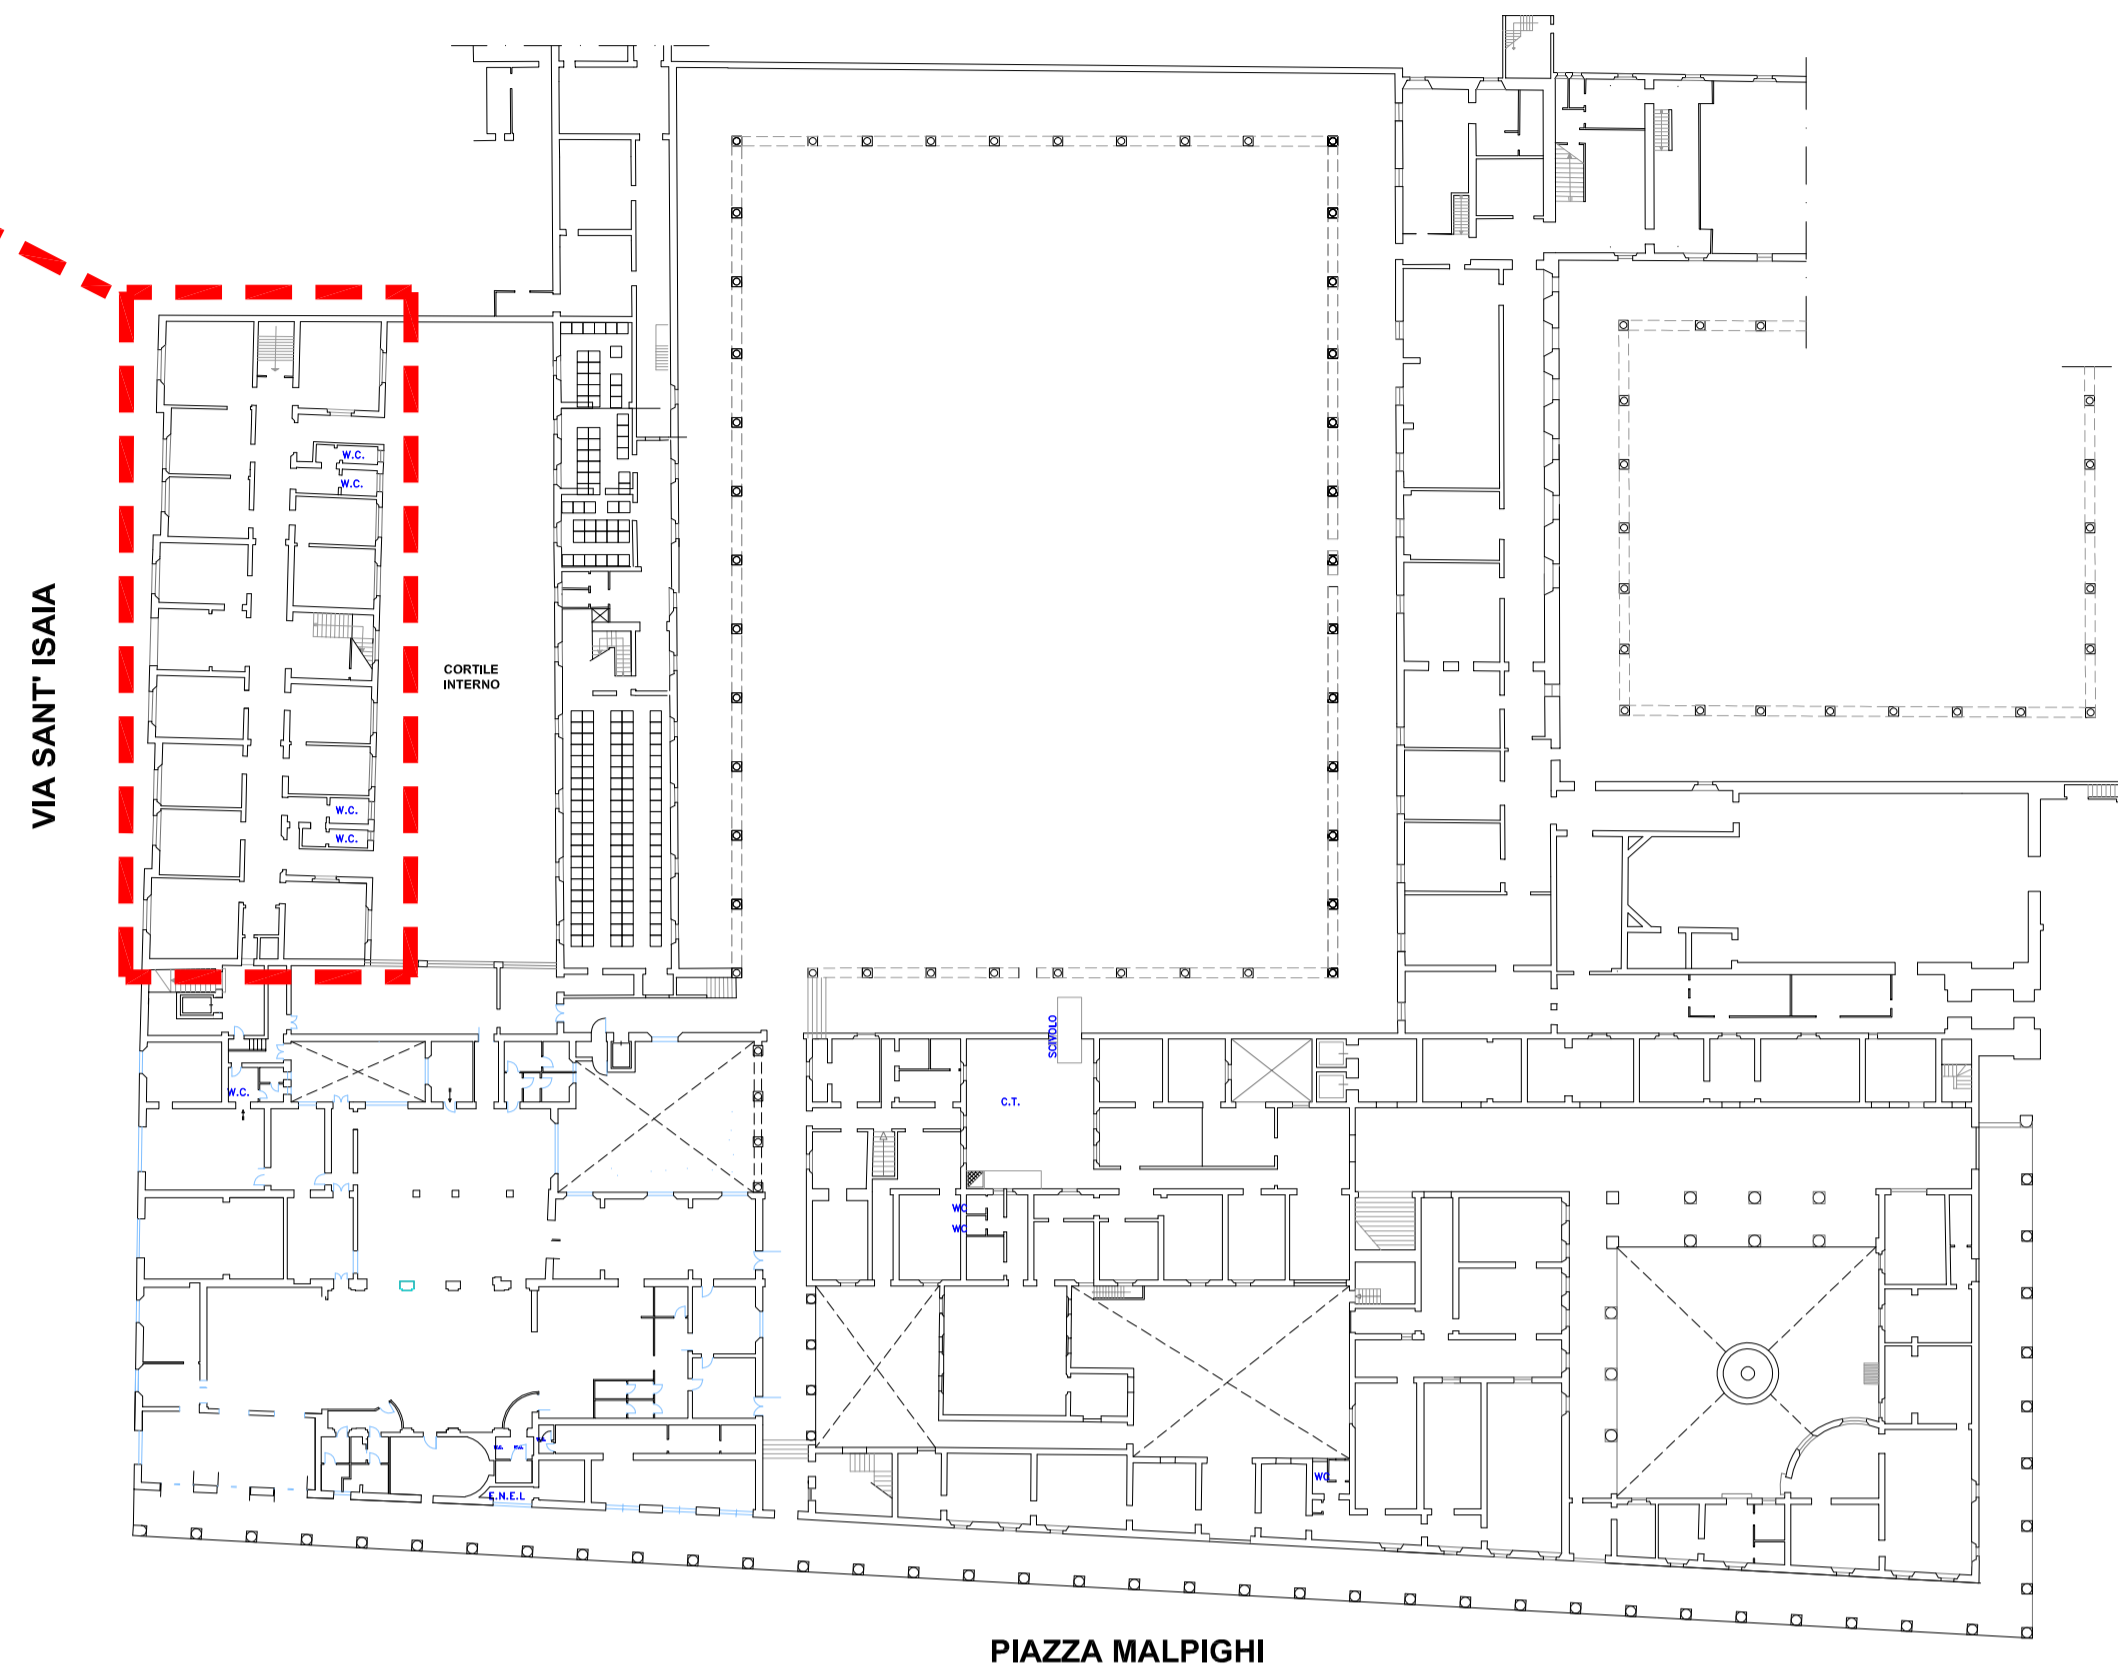 W.C.
W.C.
VIA SANT' ISAIA
CORTILE
INTERNO
W.C.
W.C.
SCIVOLO
W.C.
C.T.
WC
WC
WC
E.N.E.L
PIAZZA MALPIGHI